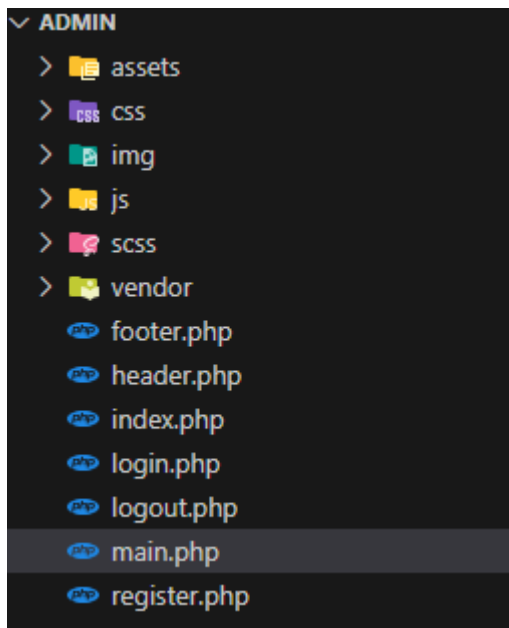 ADMIN
assets
css
img
js
scss
vendor
footer.php
header.php
index.php
login.php
logout.php
main.php
register.php